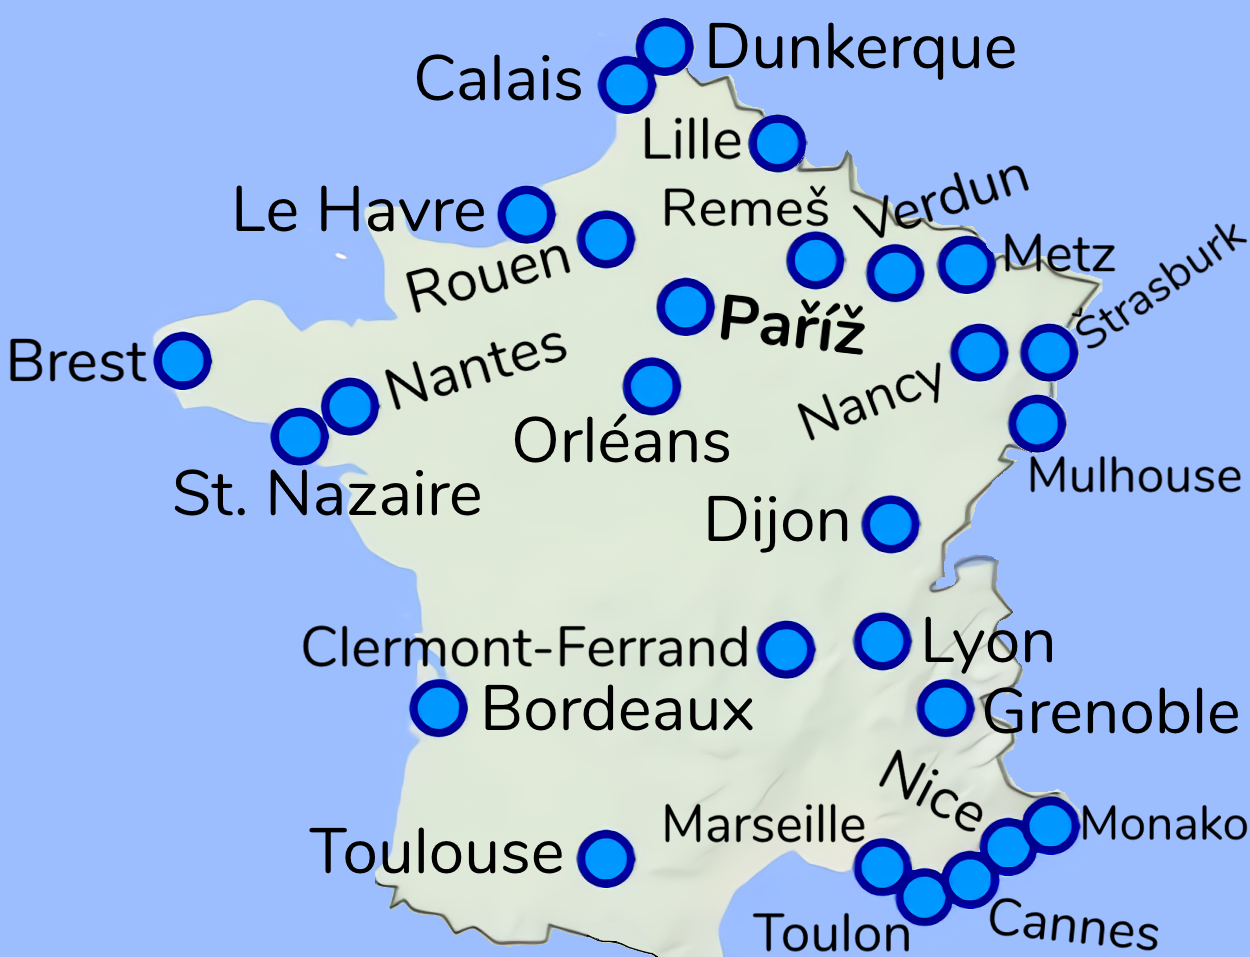 Dunkerque
Calais
Lille
Le Havre
Remeš
Verdun
Rouen
Metz
Štrasburk
Paříž
Brest
Nantes
Nancy
Orléans
Mulhouse
St. Nazaire
Dijon
Clermont-Ferrand
Lyon
Bordeaux
Grenoble
Nice
Marseille
Monako
Toulouse
Cannes
Toulon